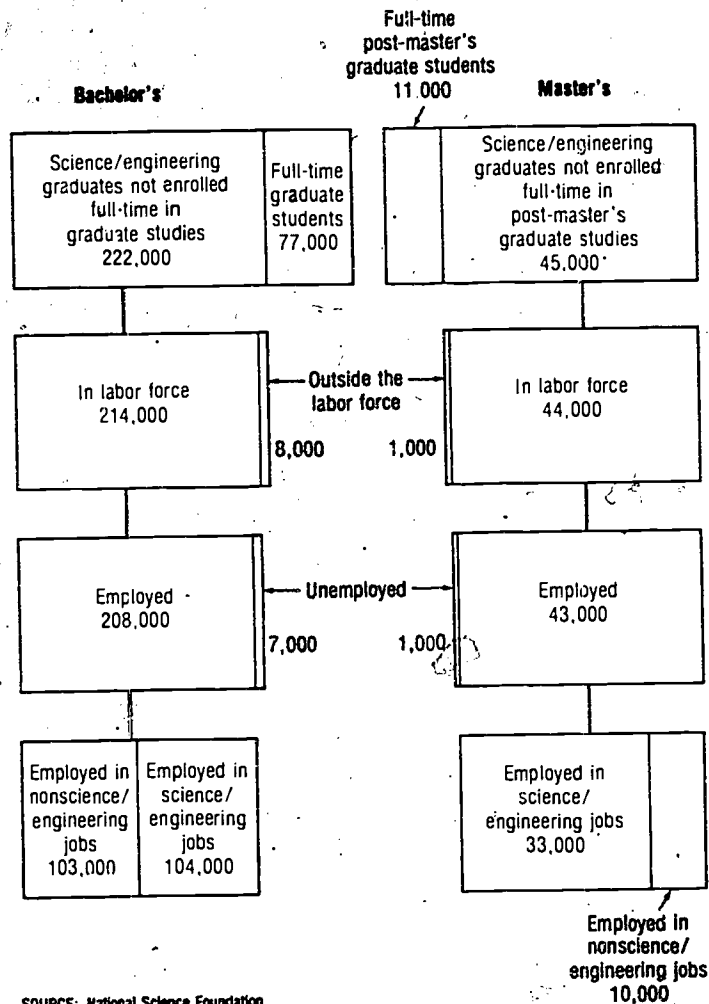 Full-time
post-master's
graduate students
11,000
Bachelor's
Master's
Science/engineering
graduates not enrolled
full-time in
graduate studies
222,000
Full-time
graduate
students
77,000
Science/engineering
graduates not enrolled
full-time in
post-master's
graduate studies
45,000
In labor force
214,000
8,000
Outside the
labor force
1,000
In labor force
44,000
Employed
208,000
7,000
Unemployed
1,000
Employed
43,000
Employed in
nonscience/
engineering
jobs
103,000
Employed in
science/
engineering
jobs
104,000
Employed in
science/
engineering jobs
33,000
Employed in
nonscience/
engineering jobs
10,000
SOURCE: National Science Foundation